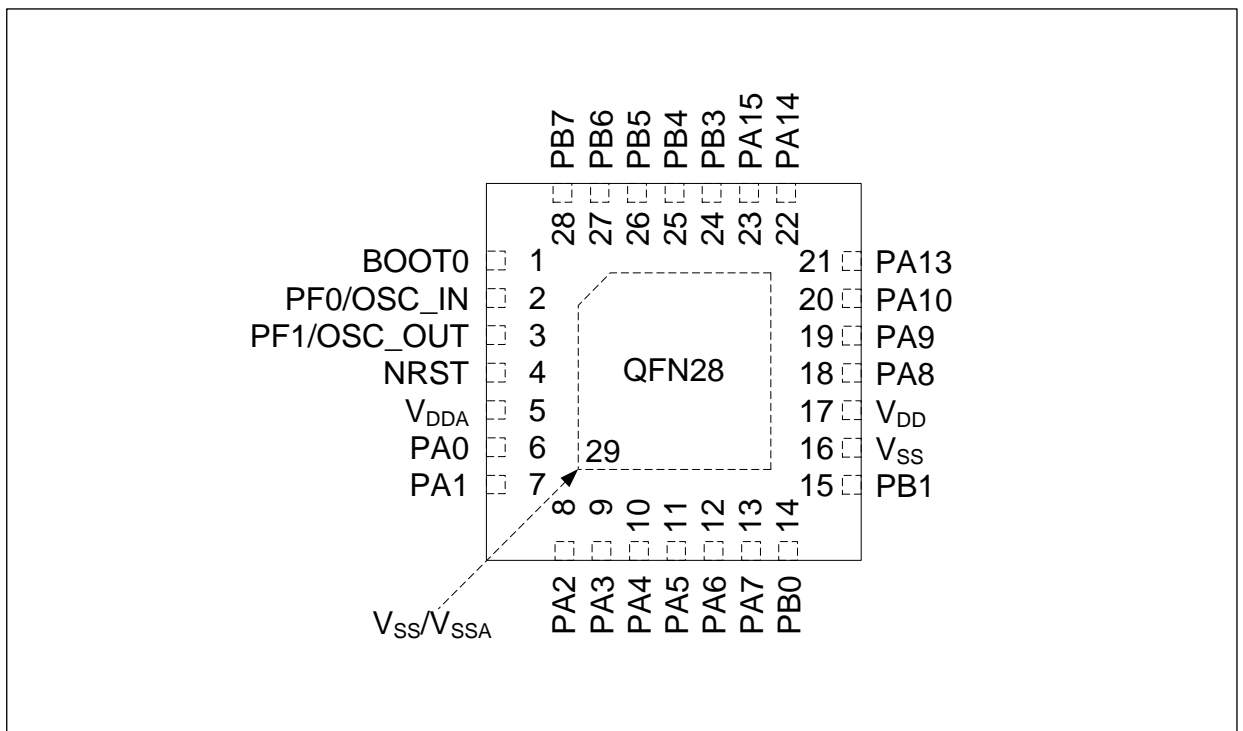 PB7 PB6 PB5 PB4 PB3 PA15 PA14
28 27 26 25 24 23 22
BOOT0 1
PF0/OSC_IN 2
PF1/OSC_OUT 3
NRST 4
VDDA 5
PA0 6
PA1 7
QFN28
29
21 PA13
20 PA10
19 PA9
18 PA8
17 VDD
16 VSS
15 PB1
8 9 10 11 12 13 14
PA2 PA3 PA4 PA5 PA6 PA7 PB0
VSS/VSSA